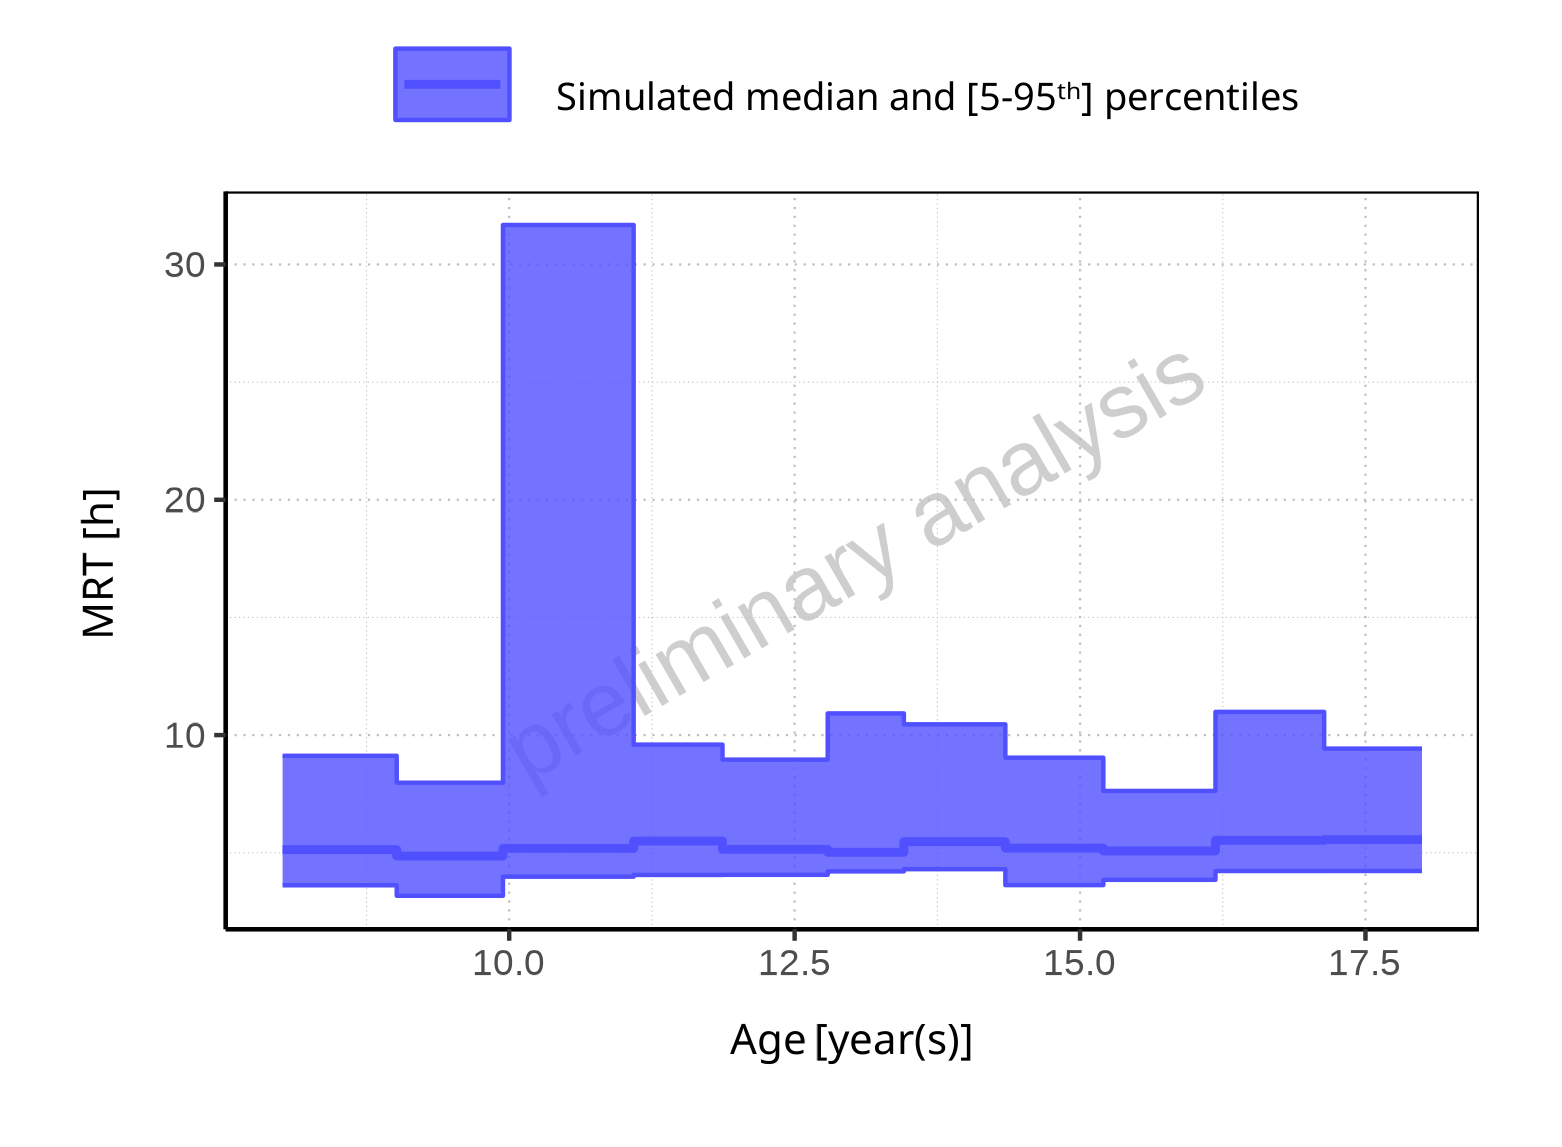 Simulated median and [5-95ᵗʰ] percentiles
30
20
10
MRT [h]
preliminary analysis
10.0 12.5 15.0 17.5
Age [year(s)]